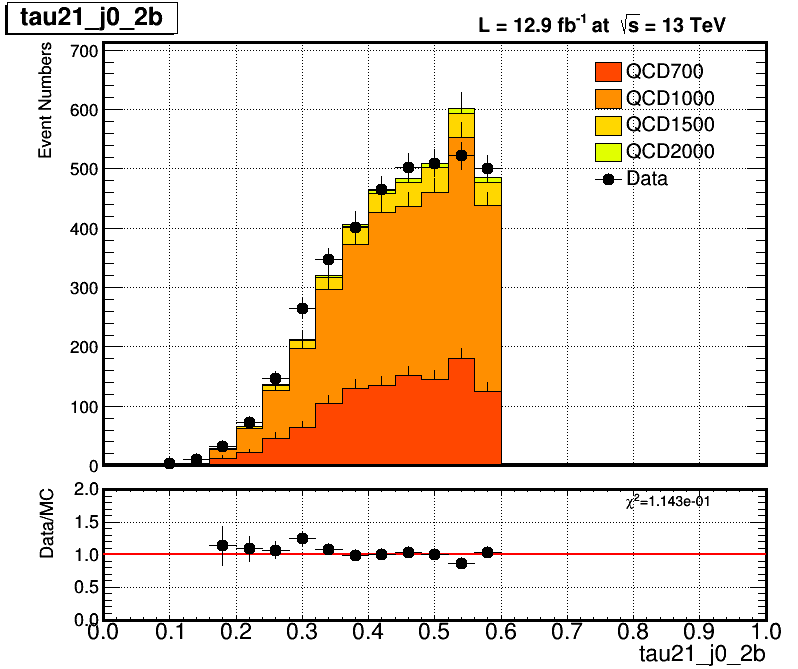 tau21_j0_2b
L = 12.9 fb⁻¹ at √s = 13 TeV
Event Numbers
700
600
500
400
300
200
100
0
QCD700
QCD1000
QCD1500
QCD2000
Data
Data/MC
2.0
1.5
1.0
0.5
0.0
χ²=1.143e-01
0.0 0.1 0.2 0.3 0.4 0.5 0.6 0.7 0.8 0.9 1.0
tau21_j0_2b